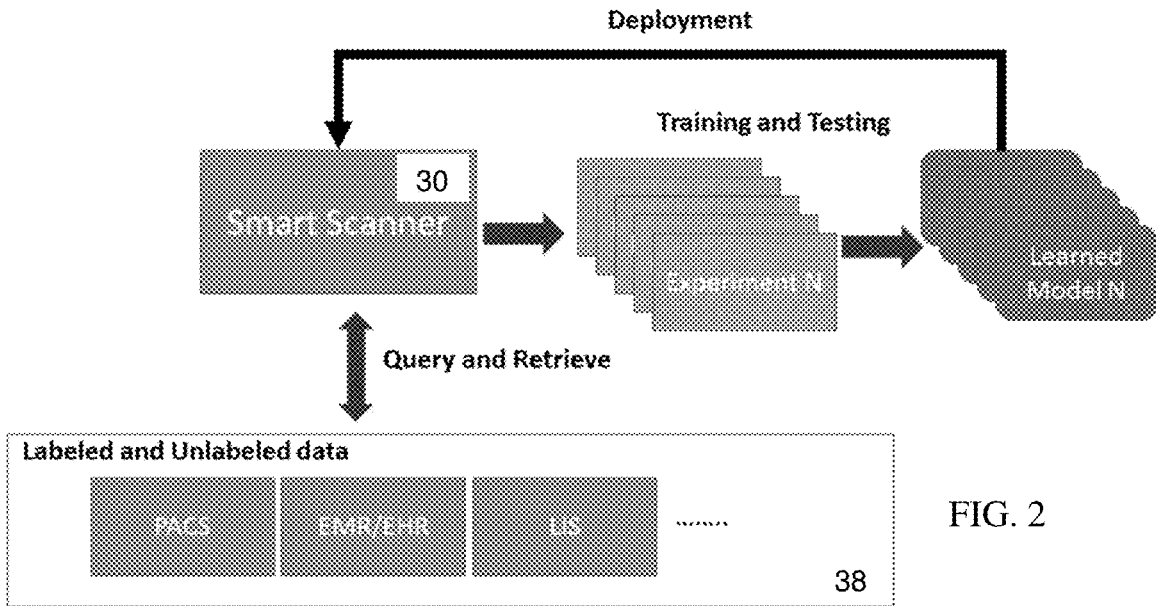 Deployment
Training and Testing
30
Smart Scanner
Experiment N
Learned
Model N
Query and Retrieve
Labeled and Unlabeled data
PACS
EMR/EHR
LIS
........
FIG. 2
38